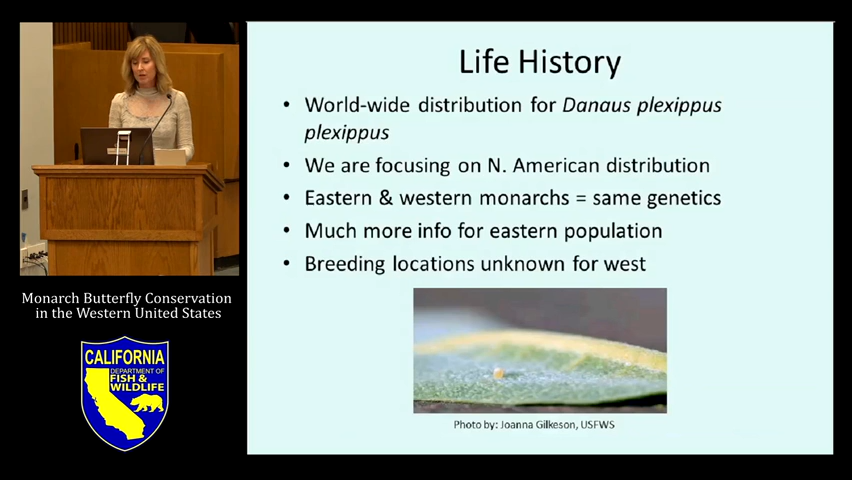 Life History
• World-wide distribution for Danaus plexippus
plexippus
• We are focusing on N. American distribution
• Eastern & western monarchs = same genetics
• Much more info for eastern population
• Breeding locations unknown for west
Photo by: Joanna Gilkeson, USFWS
Monarch Butterfly Conservation
in the Western United States
CALIFORNIA
DEPARTMENT OF
FISH &
WILDLIFE